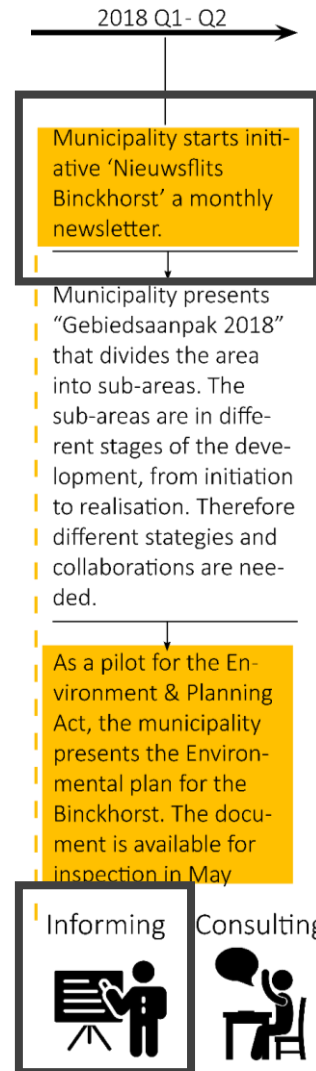 2018 Q1- Q2
Municipality starts initi-
ative ‘Nieuwsflits
Binckhorst’ a monthly
newsletter.
Municipality presents
“Gebiedsaanpak 2018”
that divides the area
into sub-areas. The
sub-areas are in diffe-
rent stages of the deve-
lopment, from initiation
to realisation. Therefore
different stategies and
collaborations are nee-
ded.
As a pilot for the En-
vironment & Planning
Act, the municipality
presents the Environ-
mental plan for the
Binckhorst. The docu-
ment is available for
inspection in May
Informing Consulting